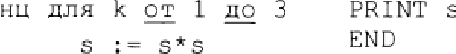 нц для k от 1 до 3 PRINT s
s := s*s END